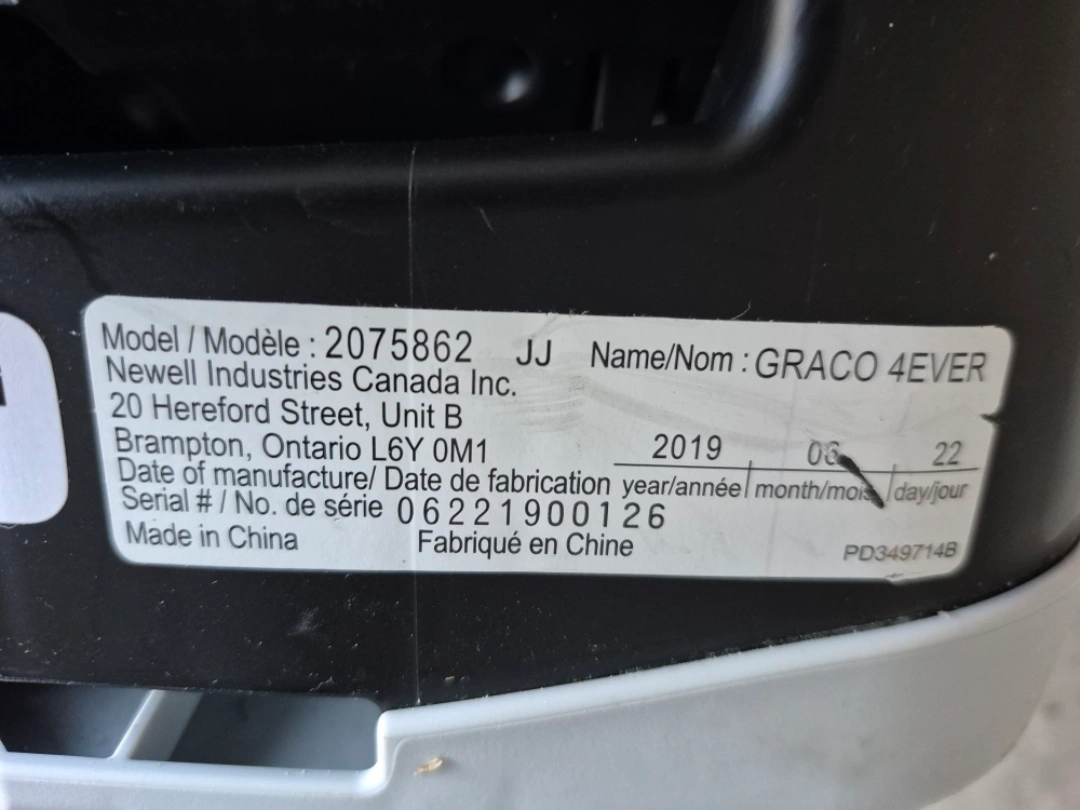 Model / Modèle : 2075862 JJ Name/Nom : GRACO 4EVER
Newell Industries Canada Inc.
20 Hereford Street, Unit B
Brampton, Ontario L6Y 0M1 2019 06 22
Date of manufacture/ Date de fabrication year/année month/mois day/jour
Serial # / No. de série 06221900126
Made in China Fabriqué en Chine PD349714B